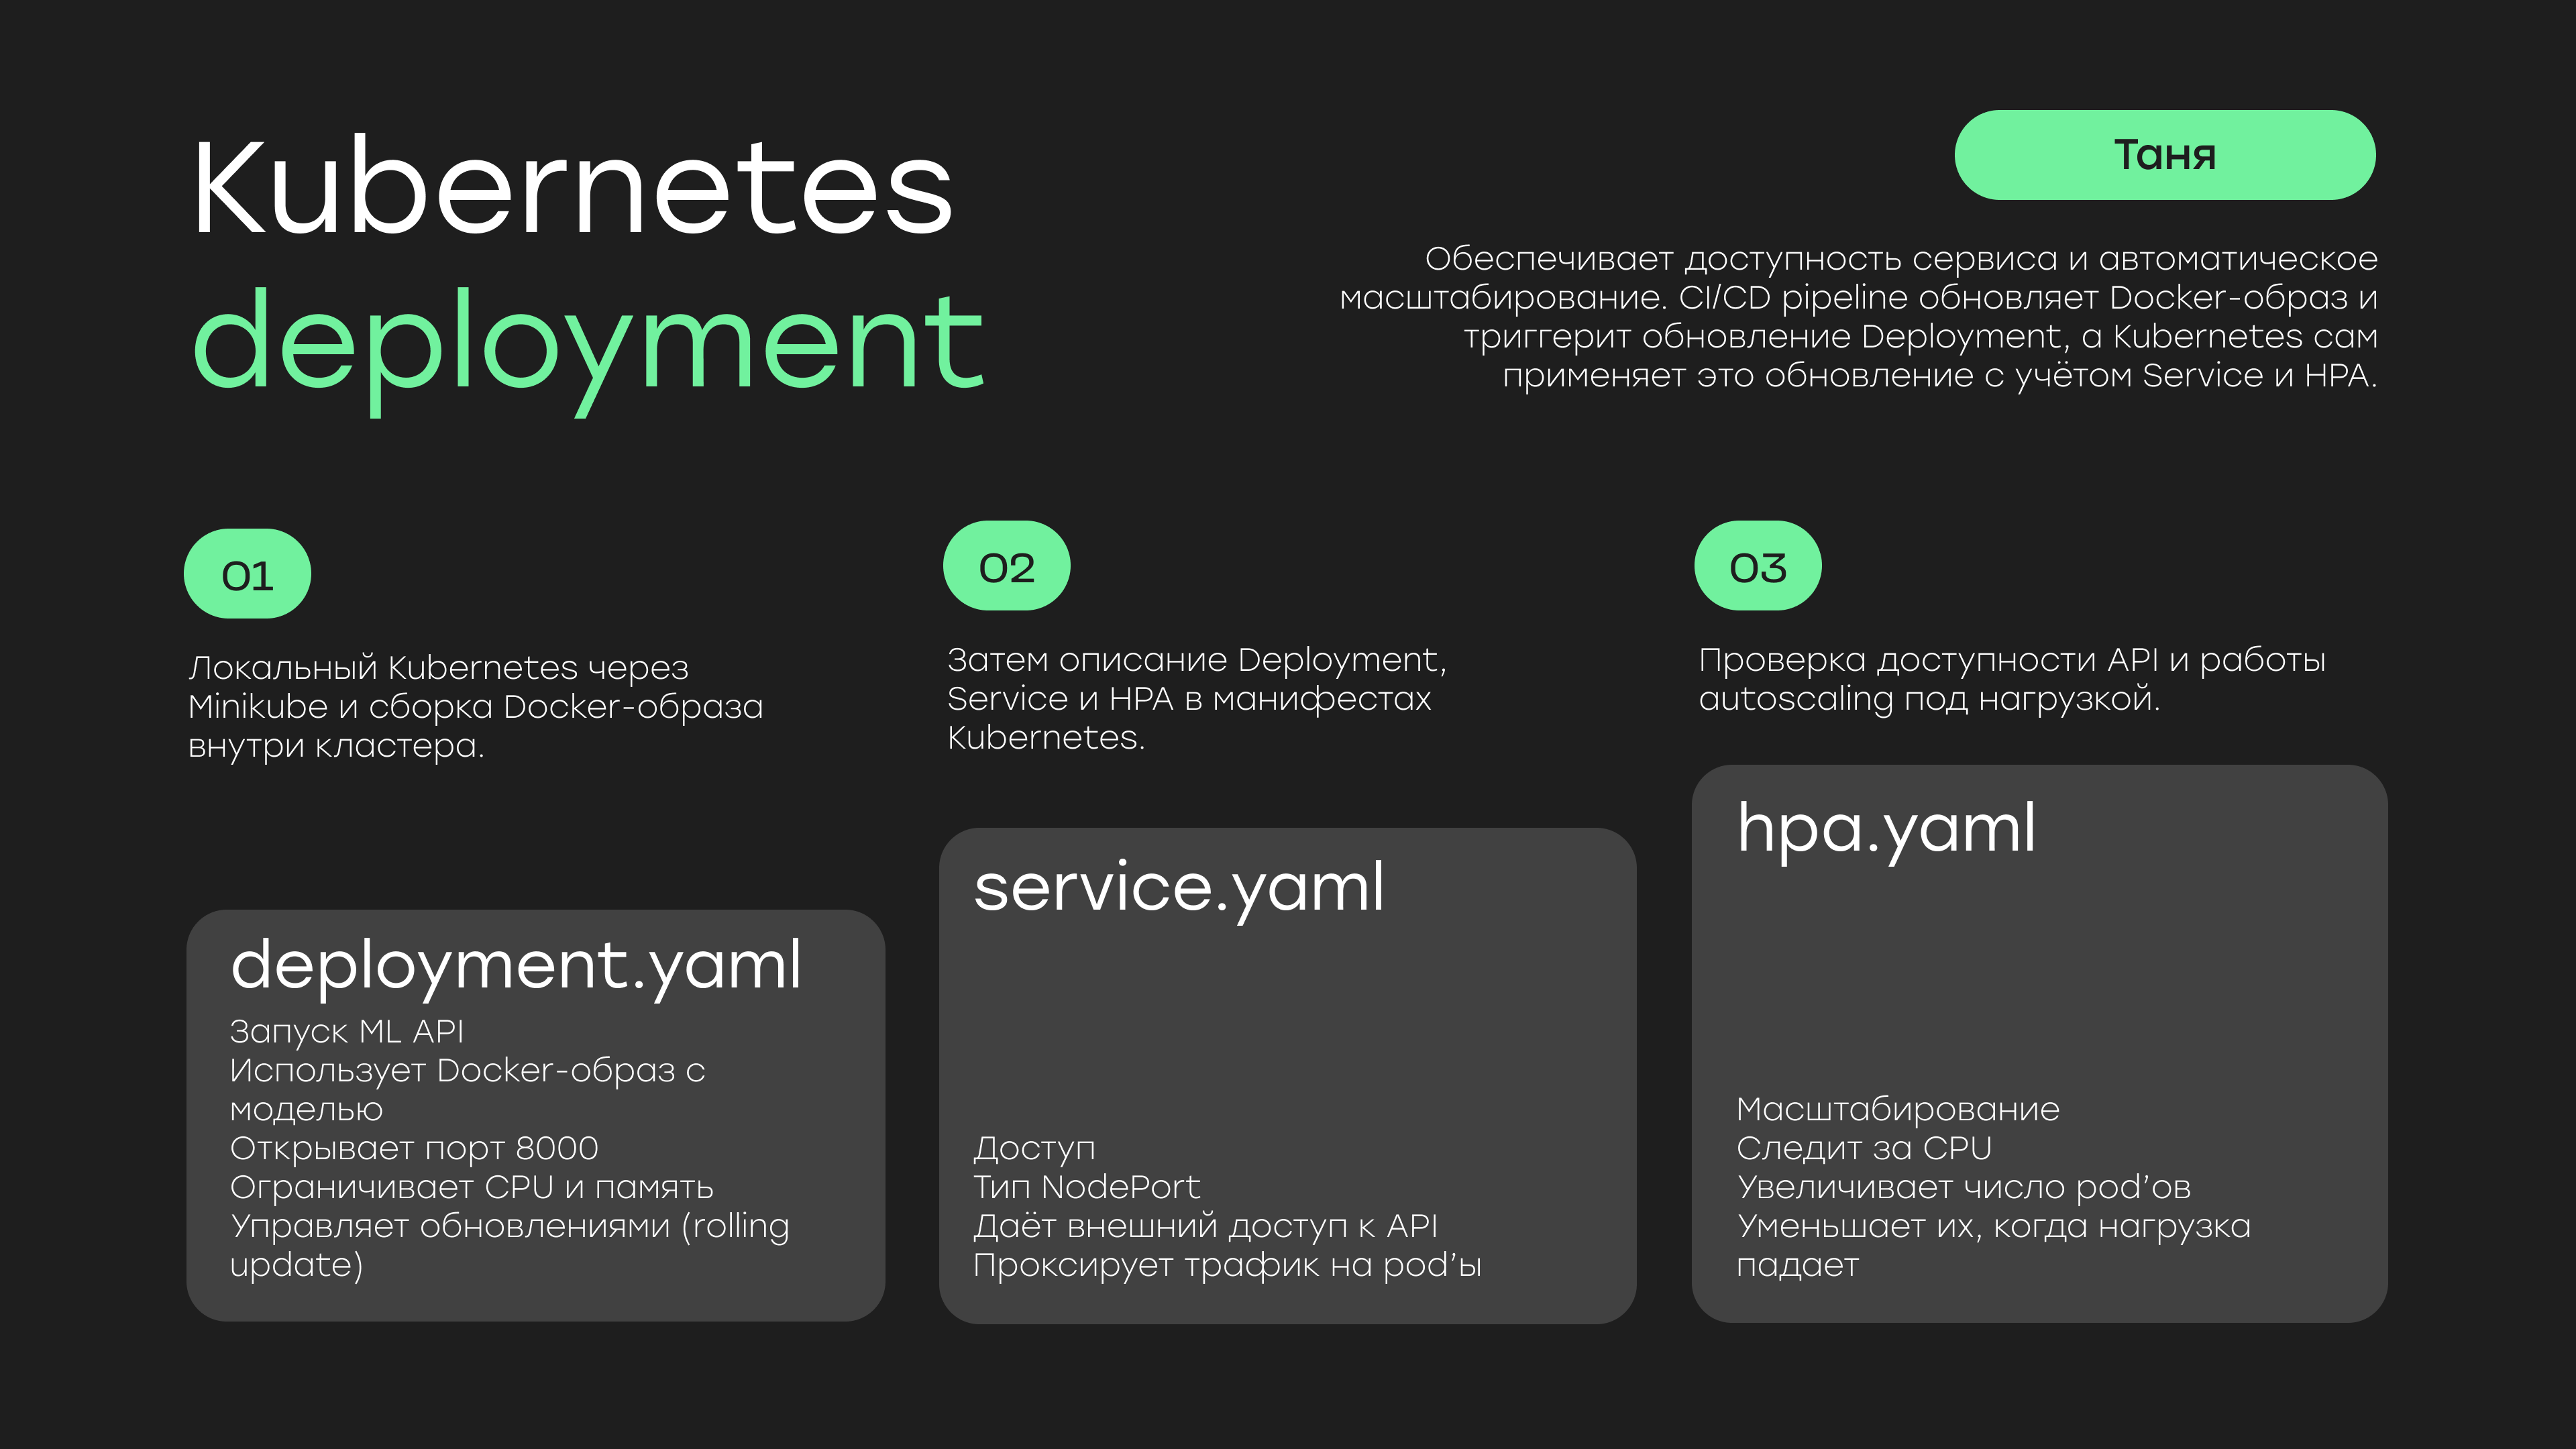 Kubernetes
deployment
Таня
Обеспечивает доступность сервиса и автоматическое
масштабирование. CI/CD pipeline обновляет Docker-образ и
триггерит обновление Deployment, а Kubernetes сам
применяет это обновление с учётом Service и HPA.
01
Локальный Kubernetes через
Minikube и сборка Docker-образа
внутри кластера.
02
Затем описание Deployment,
Service и HPA в манифестах
Kubernetes.
03
Проверка доступности API и работы
autoscaling под нагрузкой.
deployment.yaml
Запуск ML API
Использует Docker-образ с
моделью
Открывает порт 8000
Ограничивает CPU и память
Управляет обновлениями (rolling
update)
service.yaml
Доступ
Тип NodePort
Даёт внешний доступ к API
Проксирует трафик на pod’ы
hpa.yaml
Масштабирование
Следит за CPU
Увеличивает число pod’ов
Уменьшает их, когда нагрузка
падает